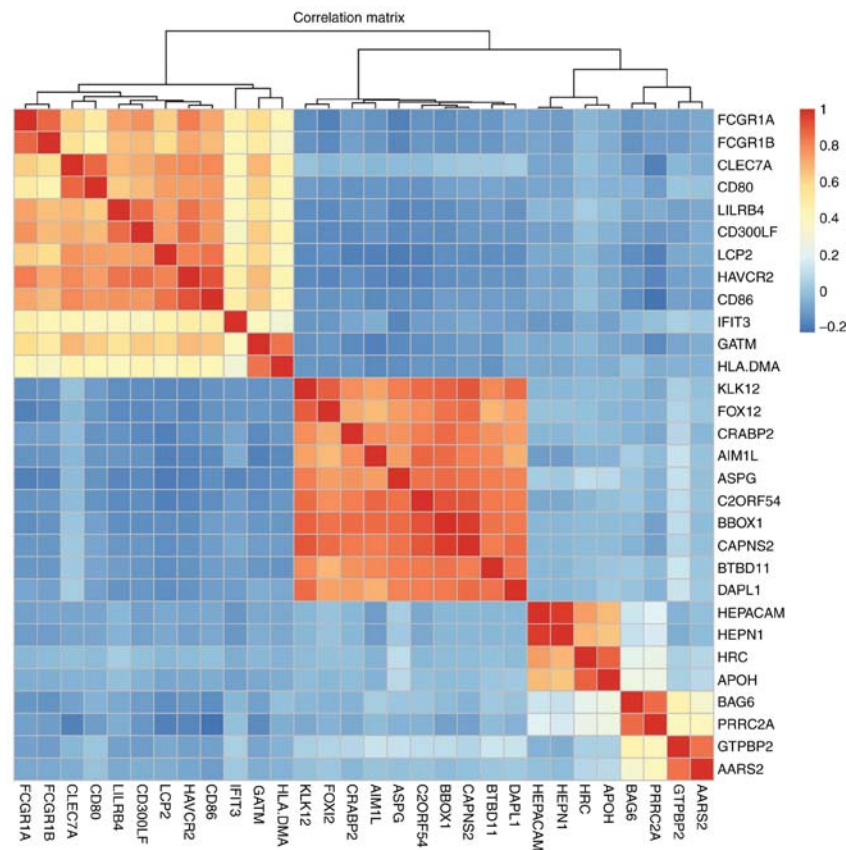 Correlation matrix
FCGR1A
FCGR1B
CLEC7A
CD80
LILRB4
CD300LF
LCP2
HAVCR2
CD86
IFIT3
GATM
HLA.DMA
KLK12
FOX12
CRABP2
AIM1L
ASPG
C2ORF54
BBOX1
CAPNS2
BTBD11
DAPL1
HEPACAM
HEPN1
HRC
APOH
BAG6
PRRC2A
GTPBP2
AARS2
1
0.8
0.6
0.4
0.2
0
−0.2
FCGR1A
FCGR1B
CLEC7A
CD80
LILRB4
CD300LF
LCP2
HAVCR2
CD86
IFIT3
GATM
HLA.DMA
KLK12
FOXI2
CRABP2
AIM1L
ASPG
C2ORF54
BBOX1
CAPNS2
BTBD11
DAPL1
HEPACAM
HEPN1
HRC
APOH
BAG6
PRRC2A
GTPBP2
AARS2